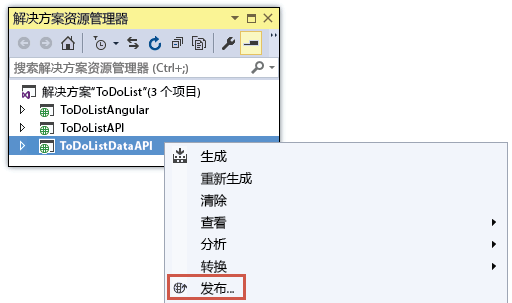 解决方案资源管理器
搜索解决方案资源管理器 (Ctrl+;)
解决方案“ToDoList”(3 个项目)
ToDoListAngular
ToDoListAPI
ToDoListDataAPI
生成
重新生成
清除
查看
分析
转换
发布...